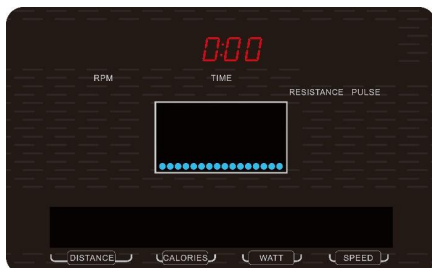 0:00
RPM TIME
RESISTANCE PULSE
DISTANCE CALORIES WATT SPEED